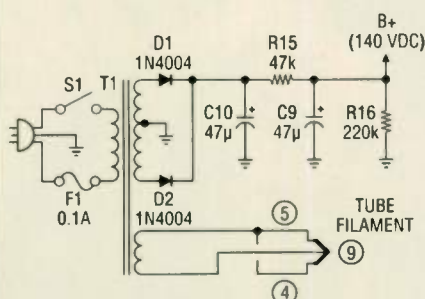 B+
(140 VDC)
D1
1N4004
R15
47k
S1
T1
C10
47µ
C9
47µ
R16
220k
F1
0.1A
D2
1N4004
5
TUBE
FILAMENT
9
4